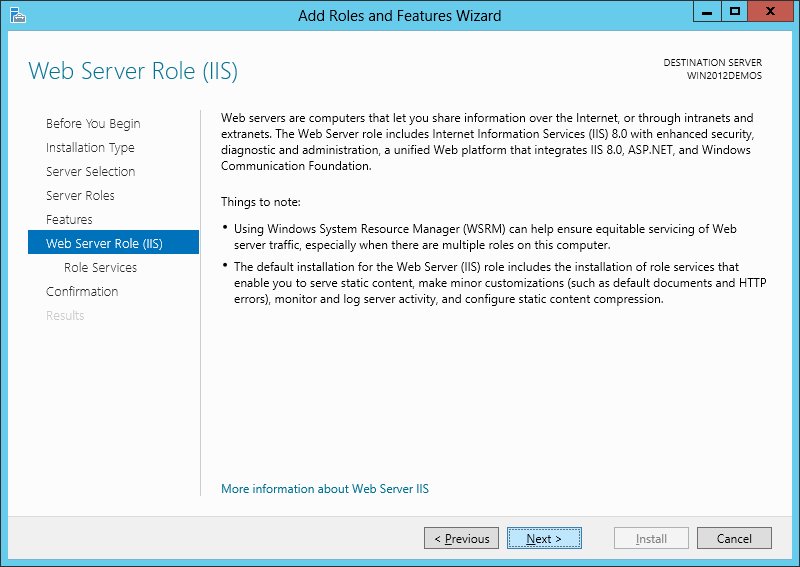 Add Roles and Features Wizard
Web Server Role (IIS)
DESTINATION SERVER
WIN2012DEMOS
Before You Begin
Installation Type
Server Selection
Server Roles
Features
Web Server Role (IIS)
Role Services
Confirmation
Results
Web servers are computers that let you share information over the Internet, or through intranets and
extranets. The Web Server role includes Internet Information Services (IIS) 8.0 with enhanced security,
diagnostic and administration, a unified Web platform that integrates IIS 8.0, ASP.NET, and Windows
Communication Foundation.
Things to note:
• Using Windows System Resource Manager (WSRM) can help ensure equitable servicing of Web
server traffic, especially when there are multiple roles on this computer.
• The default installation for the Web Server (IIS) role includes the installation of role services that
enable you to serve static content, make minor customizations (such as default documents and HTTP
errors), monitor and log server activity, and configure static content compression.
More information about Web Server IIS
< Previous
Next >
Install
Cancel